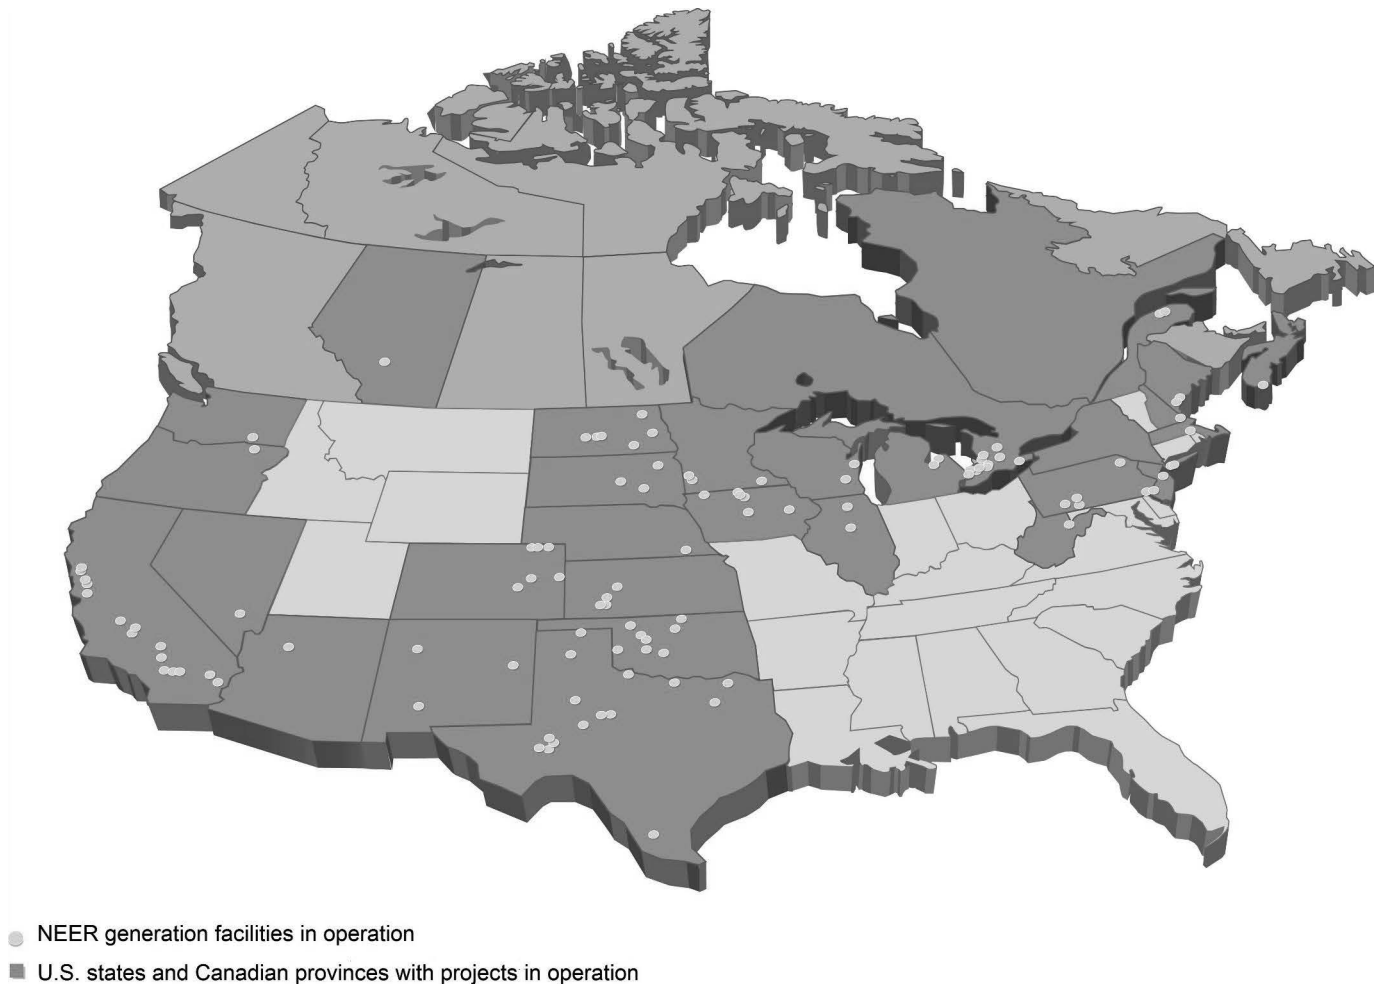 NEER generation facilities in operation
U.S. states and Canadian provinces with projects in operation